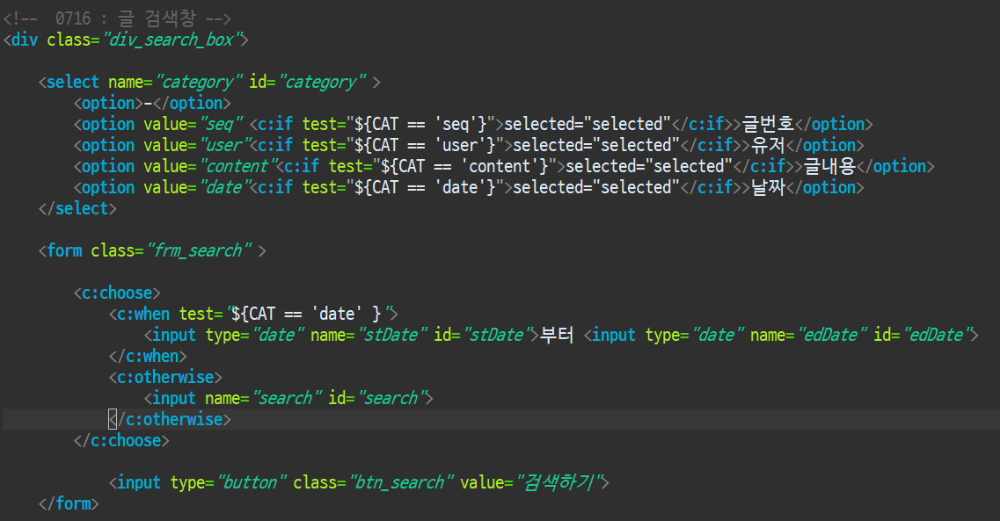 <!--  0716 : 글 검색창 -->
<div class="div_search_box">
<select name="category" id="category" >
<option>-</option>
<option value="seq" <c:if test="${CAT == 'seq'}">selected="selected"</c:if>>글번호</option>
<option value="user"<c:if test="${CAT == 'user'}">selected="selected"</c:if>>유저</option>
<option value="content"<c:if test="${CAT == 'content'}">selected="selected"</c:if>>글내용</option>
<option value="date"<c:if test="${CAT == 'date'}">selected="selected"</c:if>>날짜</option>
</select>
<form class="frm_search" >
<c:choose>
<c:when test="${CAT == 'date' }">
<input type="date" name="stDate" id="stDate">부터 <input type="date" name="edDate" id="edDate">
</c:when>
<c:otherwise>
<input name="search" id="search">
</c:otherwise>
</c:choose>
<input type="button" class="btn_search" value="검색하기">
</form>